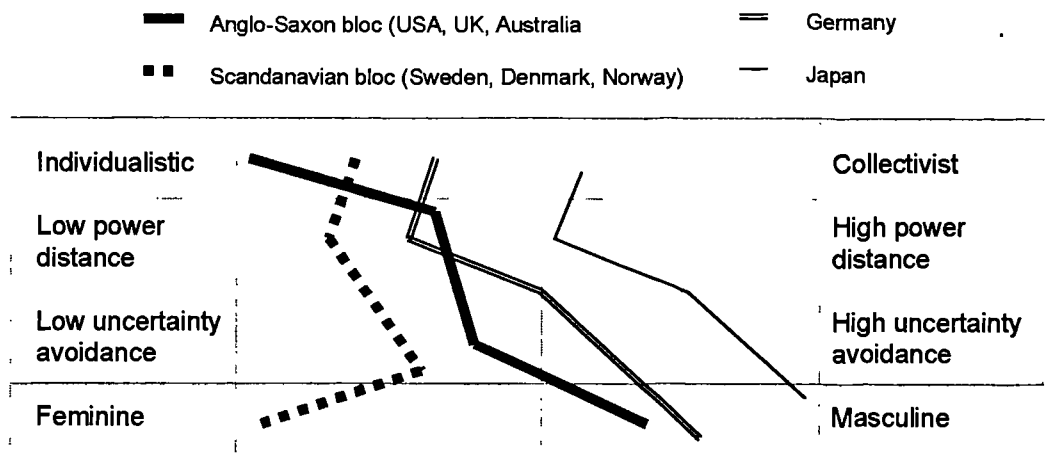 Anglo-Saxon bloc (USA, UK, Australia
Germany
Scandanavian bloc (Sweden, Denmark, Norway)
Japan
Individualistic
Collectivist
Low power
distance
High power
distance
Low uncertainty
avoidance
High uncertainty
avoidance
Feminine
Masculine